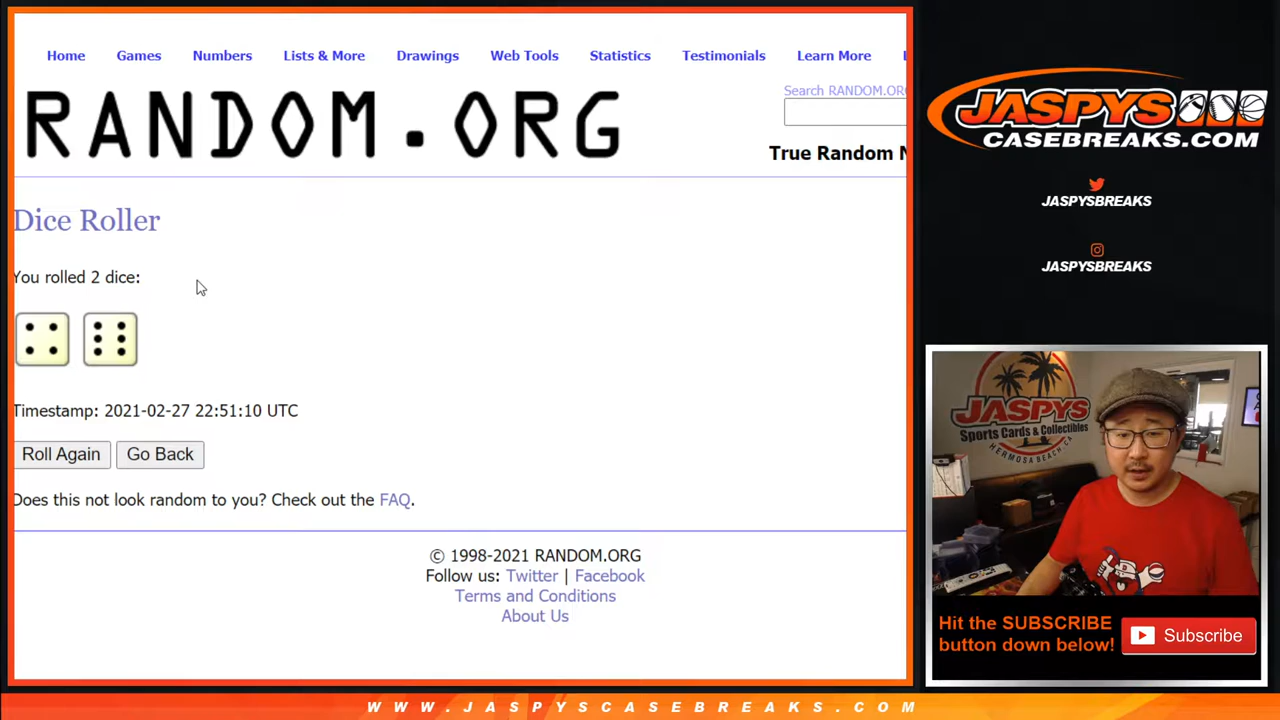 Home Games Numbers Lists & More Drawings Web Tools Statistics Testimonials Learn More
RANDOM.ORG
Search RANDOM.OR
True Random
Dice Roller
You rolled 2 dice:
Timestamp: 2021-02-27 22:51:10 UTC
Roll Again Go Back
Does this not look random to you? Check out the FAQ.
© 1998-2021 RANDOM.ORG
Follow us: Twitter | Facebook
Terms and Conditions
About Us
JASPYS
CASEBREAKS.COM
JASPYSBREAKS
JASPYSBREAKS
JASPYS
Sports Cards & Collectibles
HERMOSA BEACH, CA
Hit the SUBSCRIBE
button down below!
Subscribe
WWW.JASPYSCASEBREAKS.COM